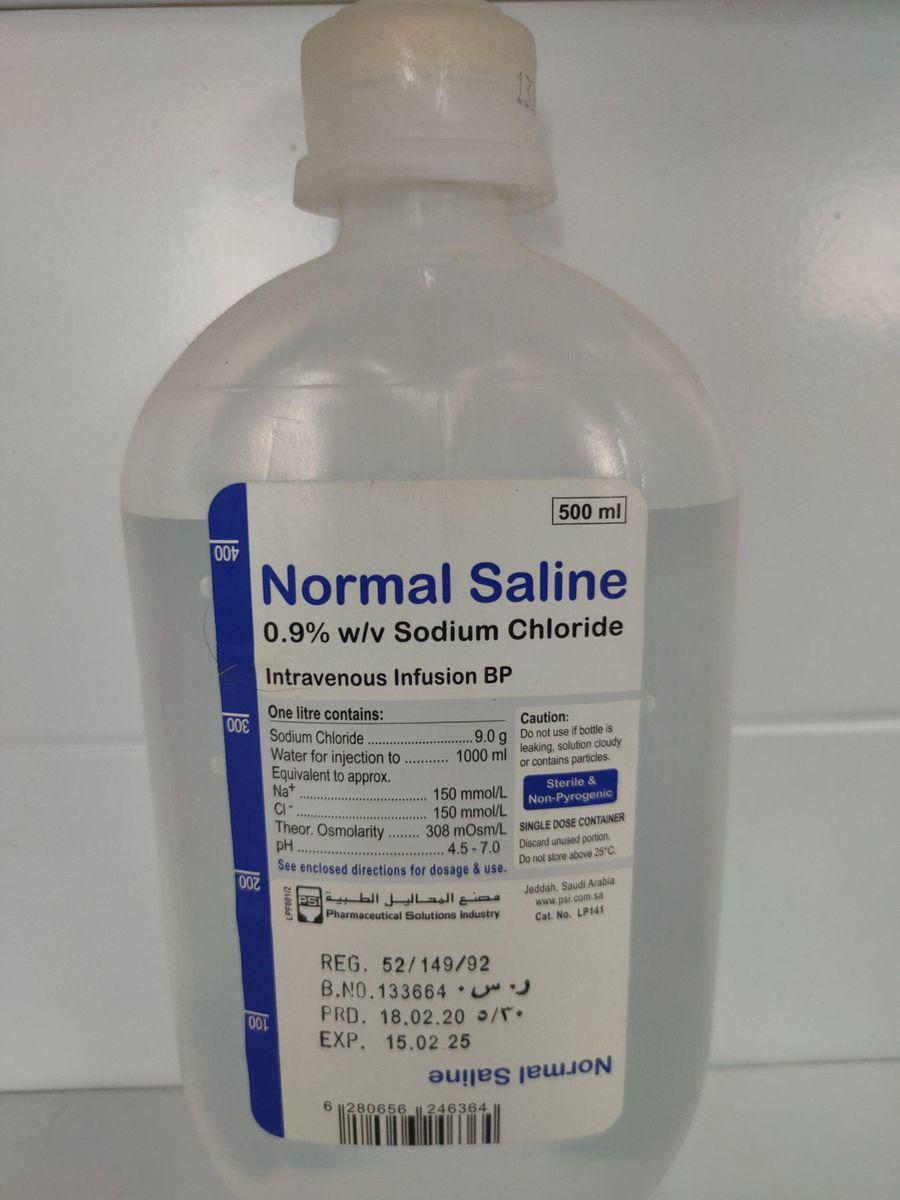 500 ml
400
Normal Saline
0.9% w/v Sodium Chloride
Intravenous Infusion BP
300
One litre contains:
Sodium Chloride ........................... 9.0 g
Water for injection to ........... 1000 ml
Equivalent to approx.
Na+ ................................ 150 mmol/L
Cl - ................................. 150 mmol/L
Theor. Osmolarity ........ 308 mOsm/L
pH ..................................... 4.5 - 7.0
See enclosed directions for dosage & use.
Caution:
Do not use if bottle is
leaking, solution cloudy
or contains particles.
Sterile &
Non-Pyrogenic
SINGLE DOSE CONTAINER
Discard unused portion.
Do not store above 25°C.
200
LPF001/2
PSI
مصنع المحاليل الطبية
Pharmaceutical Solutions Industry
Jeddah, Saudi Arabia
www.psi.com.sa
Cat. No. LP141
REG. 52/149/92
B.NO.133664 ر.س.
PRD. 18.02.20 ٥/٣٠
EXP. 15.02.25
100
Normal Saline
6 280656 246364